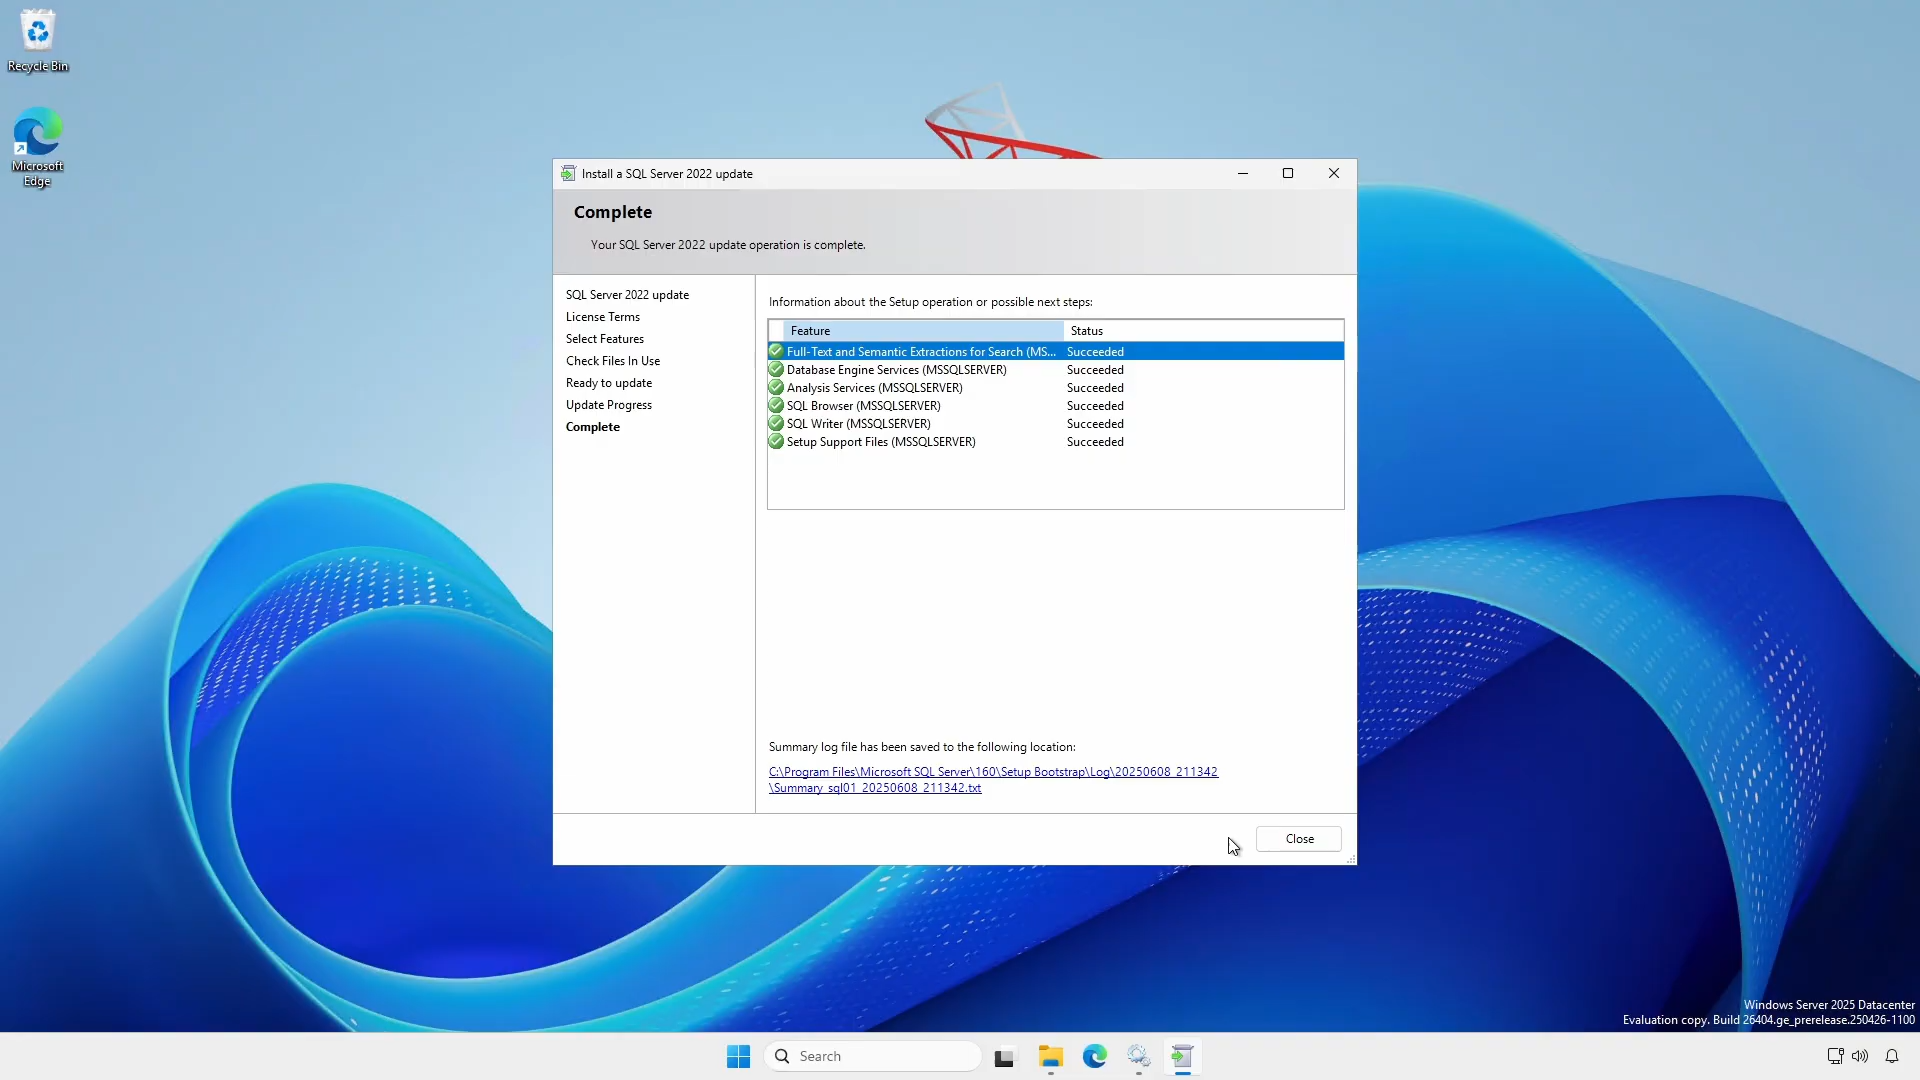 Recycle Bin
Microsoft
Edge
Install a SQL Server 2022 update
Complete
Your SQL Server 2022 update operation is complete.
SQL Server 2022 update
License Terms
Select Features
Check Files In Use
Ready to update
Update Progress
Complete
Information about the Setup operation or possible next steps:
Feature Status
Full-Text and Semantic Extractions for Search (MS... Succeeded
Database Engine Services (MSSQLSERVER) Succeeded
Analysis Services (MSSQLSERVER) Succeeded
SQL Browser (MSSQLSERVER) Succeeded
SQL Writer (MSSQLSERVER) Succeeded
Setup Support Files (MSSQLSERVER) Succeeded
Summary log file has been saved to the following location:
C:\Program Files\Microsoft SQL Server\160\Setup Bootstrap\Log\20250608_211342
\Summary_sql01_20250608_211342.txt
Close
Windows Server 2025 Datacenter
Evaluation copy. Build 26404.ge_prerelease.250426-1100
Search